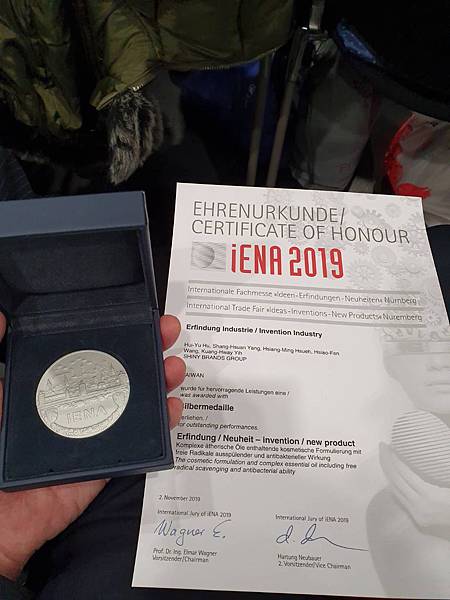 EHRENURKUNDE/
CERTIFICATE OF HONOUR
iENA 2019
Internationale Fachmesse »Ideen-Erfindungen-Neuheiten« Nürnberg
International Trade Fair »Ideas-Inventions-New Products« Nuremberg
Erfindung Industrie / Invention Industry
Hui-Yu Hu, Shang-Hsuan Yang, Hsiang-Ming Hsueh, Hsiao-Fen
Wang, Kuang-Hway Yih
SHINY BRANDS GROUP
TAIWAN
wurde für hervorragende Leistungen eine /
was awarded with
Silbermedaille
verliehen. /
for outstanding performances.
Erfindung / Neuheit – invention / new product
Komplexe ätherische Öle enthaltende kosmetische Formulierung mit
freie Radikale ausspülender und antibakterieller Wirkung
The cosmetic formulation and complex essential oil including free
radical scavenging and antibacterial ability
2. November 2019
International Jury of iENA 2019
International Jury of iENA 2019
Wagner E.
Prof. Dr. Ing. Elmar Wagner
Vorsitzender/Chairman
Hartung Neubauer
2. Vorsitzender/Vice Chairman
iENA